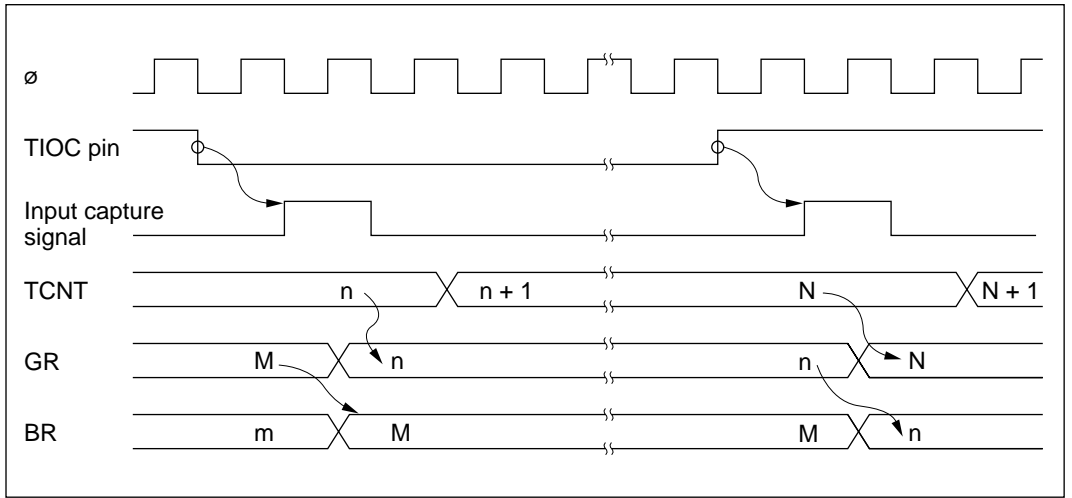 ø
TIOC pin
Input capture
signal
TCNT n n + 1 N N + 1
GR M n n N
BR m M M n